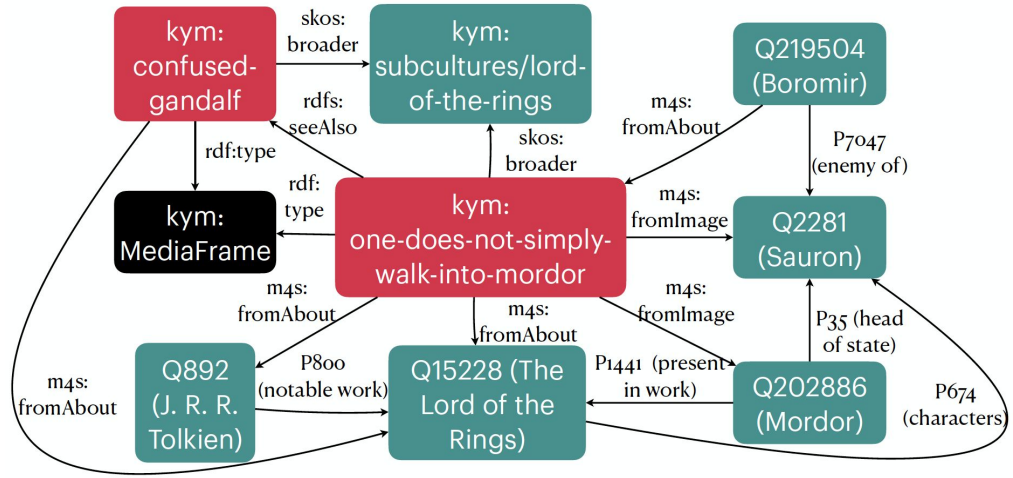 kym:
confused-
gandalf
skos:
broader
kym:
subcultures/lord-
of-the-rings
Q219504
(Boromir)
rdfs:
seeAlso
m4s:
fromAbout
rdf:type
skos:
broader
P7047
(enemy of)
kym:
MediaFrame
rdf:
type
kym:
one-does-not-simply-
walk-into-mordor
m4s:
fromImage
Q2281
(Sauron)
m4s:
fromAbout
m4s:
fromAbout
m4s:
fromImage
P35 (head
of state)
m4s:
fromAbout
Q892
(J. R. R.
Tolkien)
P800
(notable work)
Q15228 (The
Lord of the
Rings)
P1441 (present
in work)
Q202886
(Mordor)
P674
(characters)